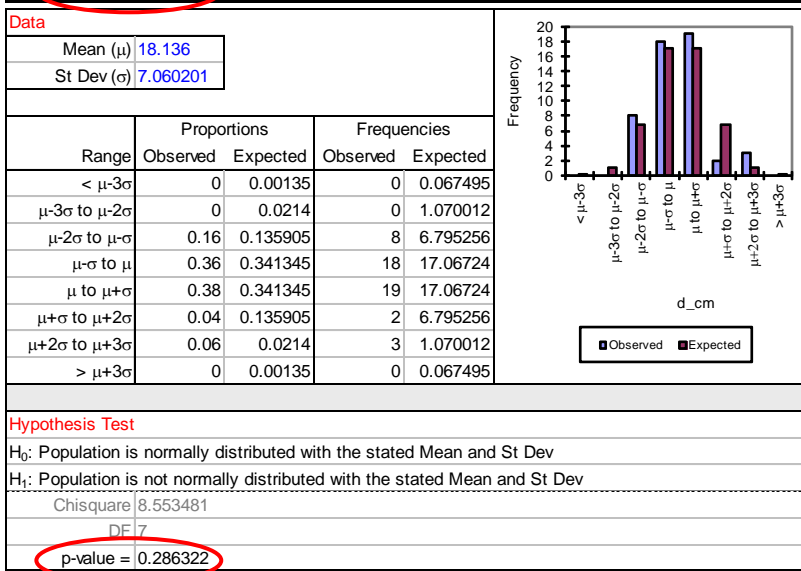 Data
Mean (μ) 18.136
St Dev (σ) 7.060201
Proportions Frequencies
Range Observed Expected Observed Expected
< μ-3σ 0 0.00135 0 0.067495
μ-3σ to μ-2σ 0 0.0214 0 1.070012
μ-2σ to μ-σ 0.16 0.135905 8 6.795256
μ-σ to μ 0.36 0.341345 18 17.06724
μ to μ+σ 0.38 0.341345 19 17.06724
μ+σ to μ+2σ 0.04 0.135905 2 6.795256
μ+2σ to μ+3σ 0.06 0.0214 3 1.070012
> μ+3σ 0 0.00135 0 0.067495
Frequency
20
18
16
14
12
10
8
6
4
2
0
< μ-3σ
μ-3σ to μ-2σ
μ-2σ to μ-σ
μ-σ to μ
μ to μ+σ
μ+σ to μ+2σ
μ+2σ to μ+3σ
> μ+3σ
d_cm
Observed Expected
Hypothesis Test
H₀: Population is normally distributed with the stated Mean and St Dev
H₁: Population is not normally distributed with the stated Mean and St Dev
Chisquare 8.553481
DF 7
p-value = 0.286322